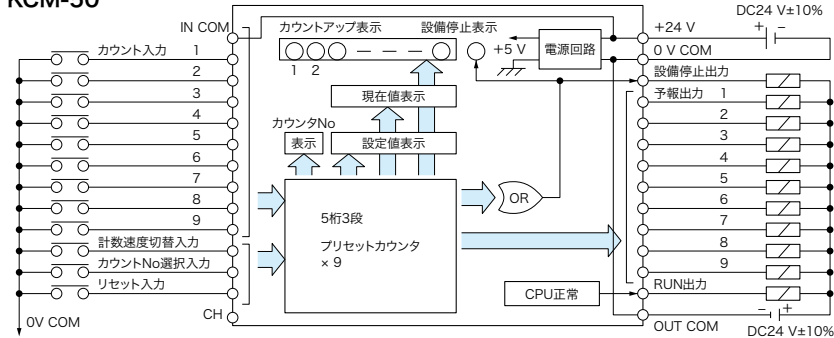 KCM-50
IN COM
カウント入力 1
2
3
4
5
6
7
8
9
計数速度切替入力
カウントNo選択入力
リセット入力
0V COM
CH
カウントアップ表示
設備停止表示
1 2
+5 V
電源回路
現在値表示
カウンタNo
表示
設定値表示
5桁3段
プリセットカウンタ
× 9
OR
CPU正常
+24 V
0 V COM
設備停止出力
予報出力 1
2
3
4
5
6
7
8
9
RUN出力
OUT COM
DC24 V±10%
+ −
− +
DC24 V±10%